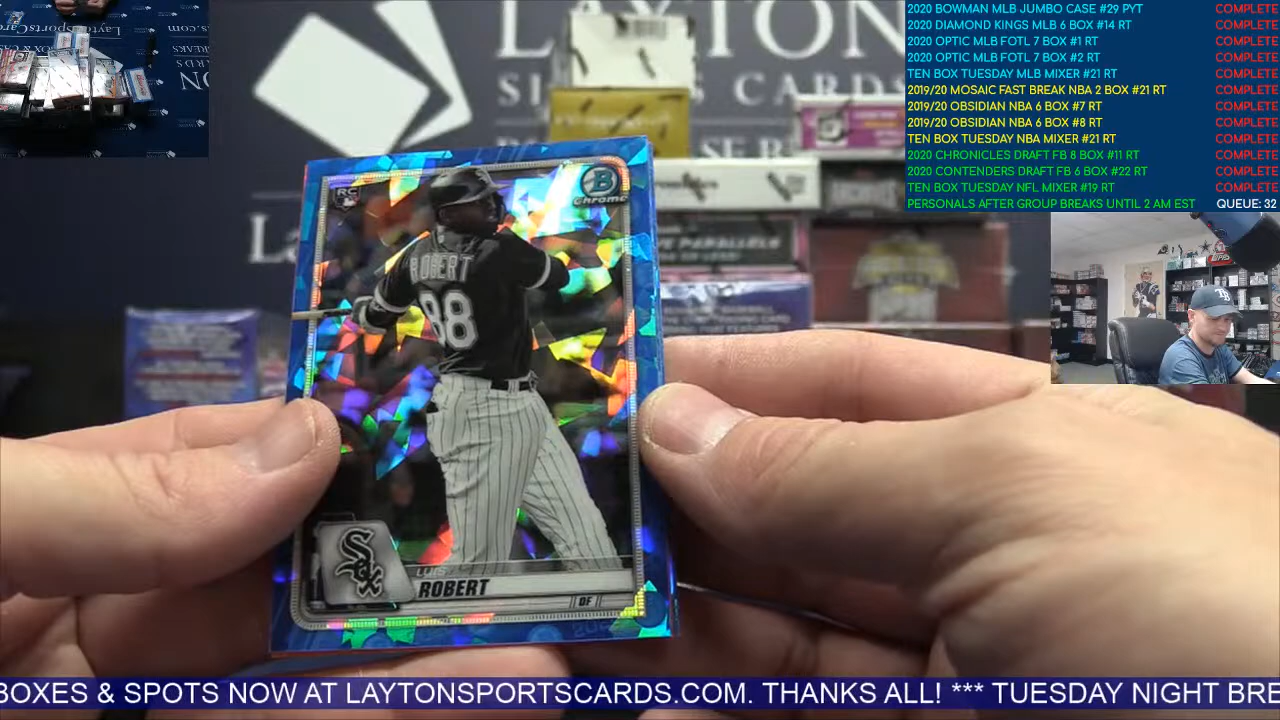 2020 BOWMAN MLB JUMBO CASE #29 PYT COMPLETE
2020 DIAMOND KINGS MLB 6 BOX #14 RT COMPLETE
2020 OPTIC MLB FOTL 7 BOX #1 RT COMPLETE
2020 OPTIC MLB FOTL 7 BOX #2 RT COMPLETE
TEN BOX TUESDAY MLB MIXER #21 RT COMPLETE
2019/20 MOSAIC FAST BREAK NBA 2 BOX #21 RT COMPLETE
2019/20 OBSIDIAN NBA 6 BOX #7 RT COMPLETE
2019/20 OBSIDIAN NBA 6 BOX #8 RT COMPLETE
TEN BOX TUESDAY NBA MIXER #21 RT COMPLETE
2020 CHRONICLES DRAFT FB 8 BOX #11 RT COMPLETE
2020 CONTENDERS DRAFT FB 6 BOX #22 RT COMPLETE
TEN BOX TUESDAY NFL MIXER #19 RT COMPLETE
PERSONALS AFTER GROUP BREAKS UNTIL 2 AM EST QUEUE: 32
LAYTON
RC
B
Chrome
ROBERT
88
Sox
LUIS
ROBERT
OF
BOXES & SPOTS NOW AT LAYTONSPORTSCARDS.COM. THANKS ALL! *** TUESDAY NIGHT BRE